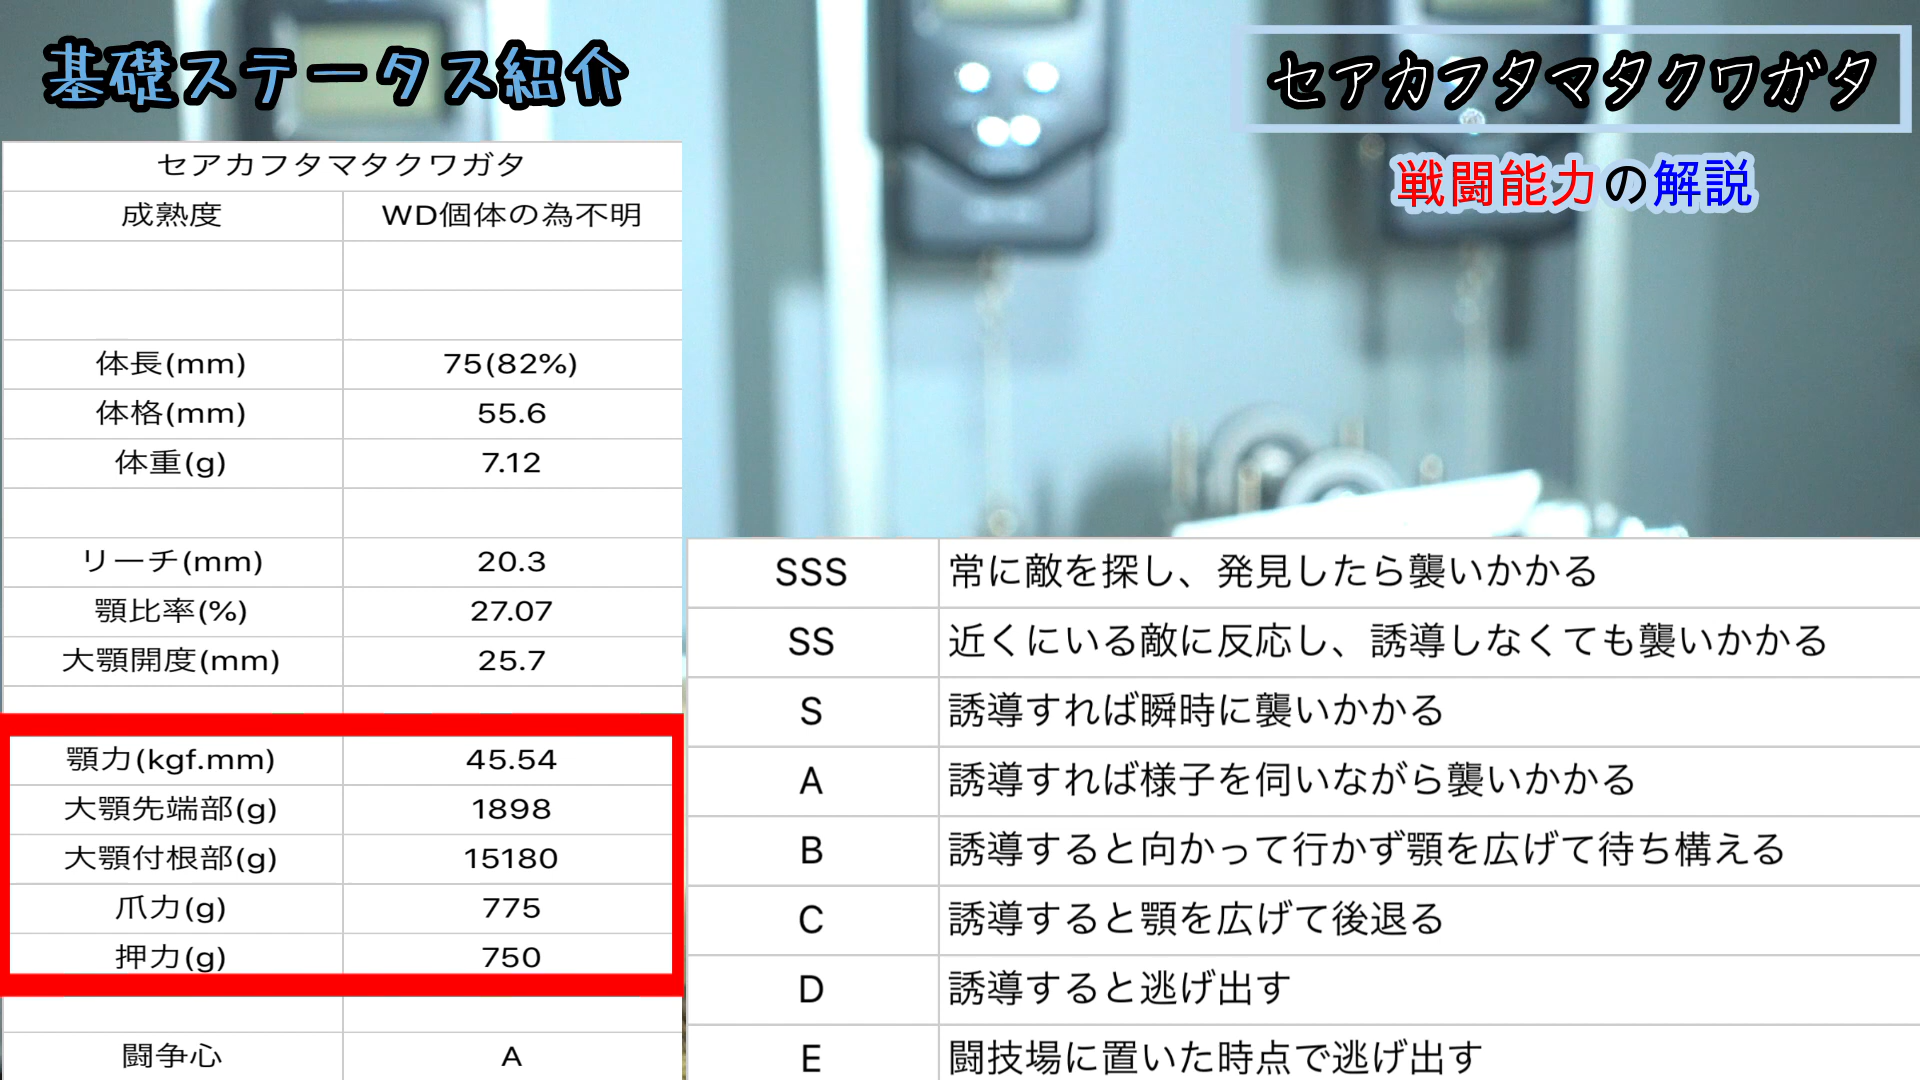 基礎ステータス紹介
セアカフタマタクワガタ
戦闘能力の解説
セアカフタマタクワガタ
成熟度 WD個体の為不明
体長(mm) 75(82%)
体格(mm) 55.6
体重(g) 7.12
リーチ(mm) 20.3
顎比率(%) 27.07
大顎開度(mm) 25.7
顎力(kgf.mm) 45.54
大顎先端部(g) 1898
大顎付根部(g) 15180
爪力(g) 775
押力(g) 750
闘争心 A
SSS 常に敵を探し、発見したら襲いかかる
SS 近くにいる敵に反応し、誘導しなくても襲いかかる
S 誘導すれば瞬時に襲いかかる
A 誘導すれば様子を伺いながら襲いかかる
B 誘導すると向かって行かず顎を広げて待ち構える
C 誘導すると顎を広げて後退る
D 誘導すると逃げ出す
E 闘技場に置いた時点で逃げ出す